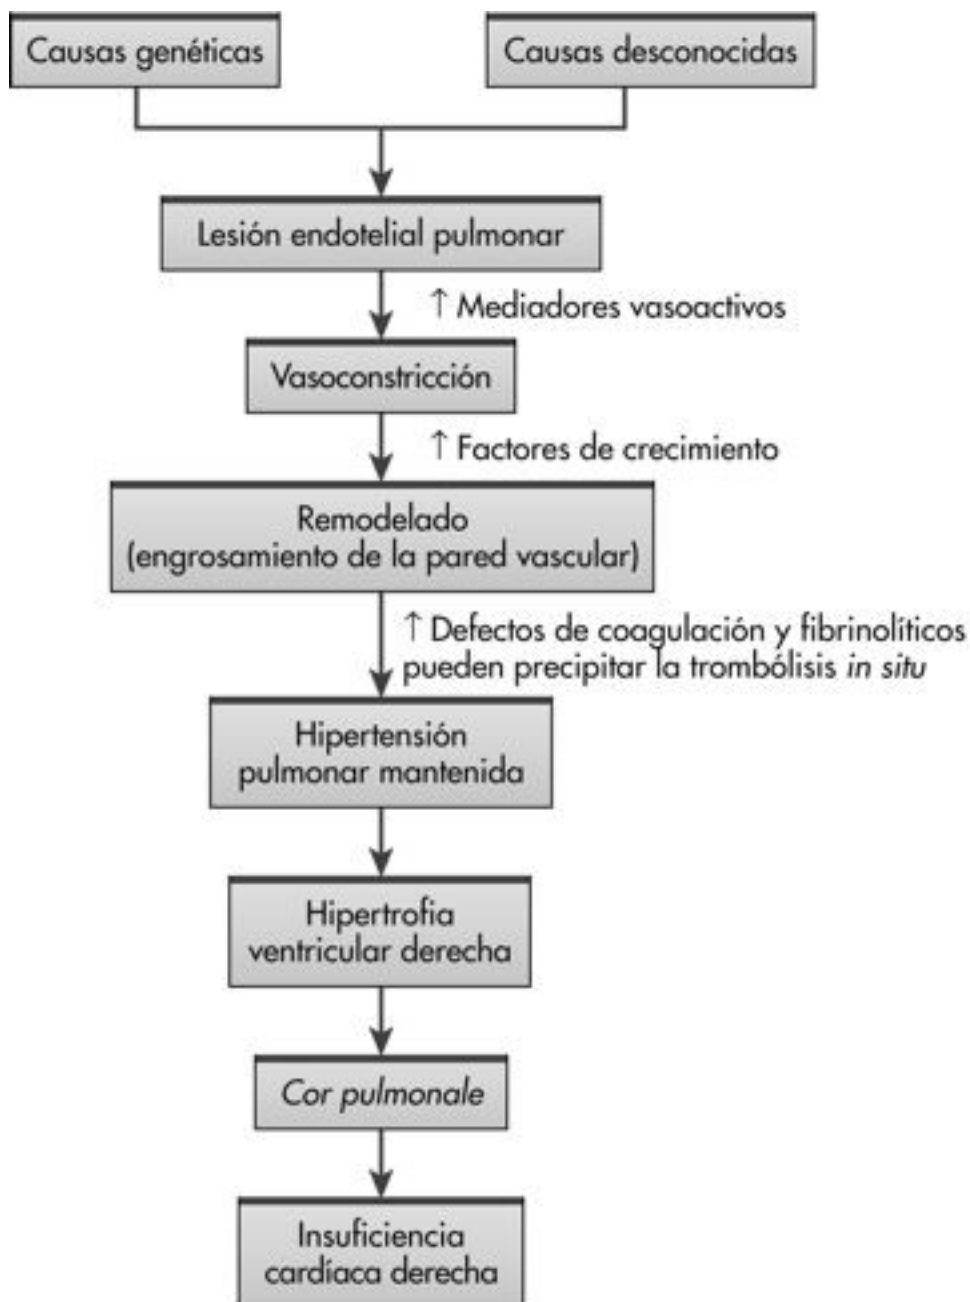 Causas genéticas
Causas desconocidas
Lesión endotelial pulmonar
↑ Mediadores vasoactivos
Vasoconstricción
↑ Factores de crecimiento
Remodelado
(engrosamiento de la pared vascular)
↑ Defectos de coagulación y fibrinolíticos
pueden precipitar la trombólisis in situ
Hipertensión
pulmonar mantenida
Hipertrofia
ventricular derecha
Cor pulmonale
Insuficiencia
cardíaca derecha